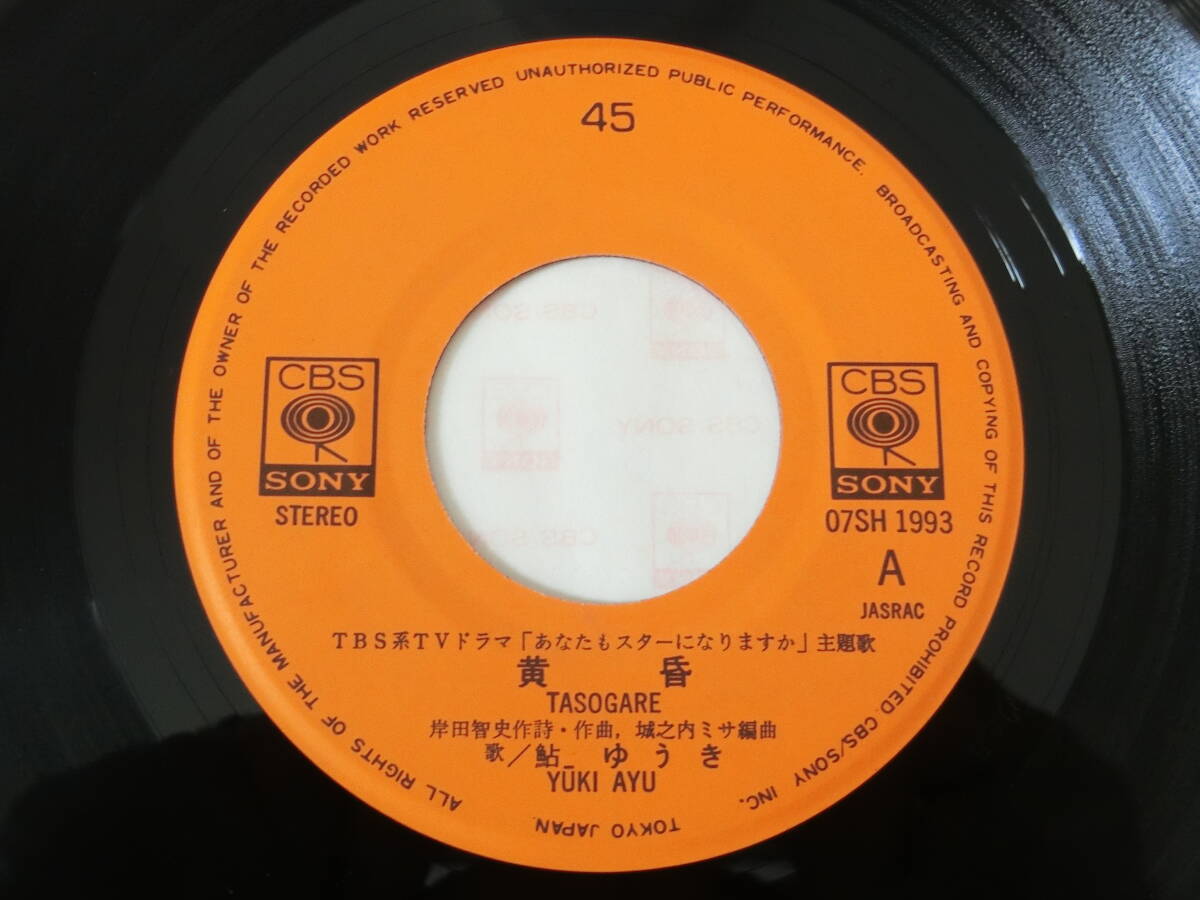 ALL RIGHTS OF THE MANUFACTURER AND OF THE OWNER OF THE RECORDED WORK RESERVED UNAUTHORIZED PUBLIC PERFORMANCE. BROADCASTING AND COPYING OF THIS RECORD PROHIBITED. CBS/SONY INC.
TOKYO JAPAN.
45
CBS
SONY
STEREO
CBS
SONY
07SH 1993
A
JASRAC
CBS/SONY
CBS/SONY
TBS系TVドラマ「あなたもスターになりますか」主題歌
黄昏
TASOGARE
岸田智史作詩・作曲, 城之内ミサ編曲
歌／鮎 ゆうき
YŪKI AYU